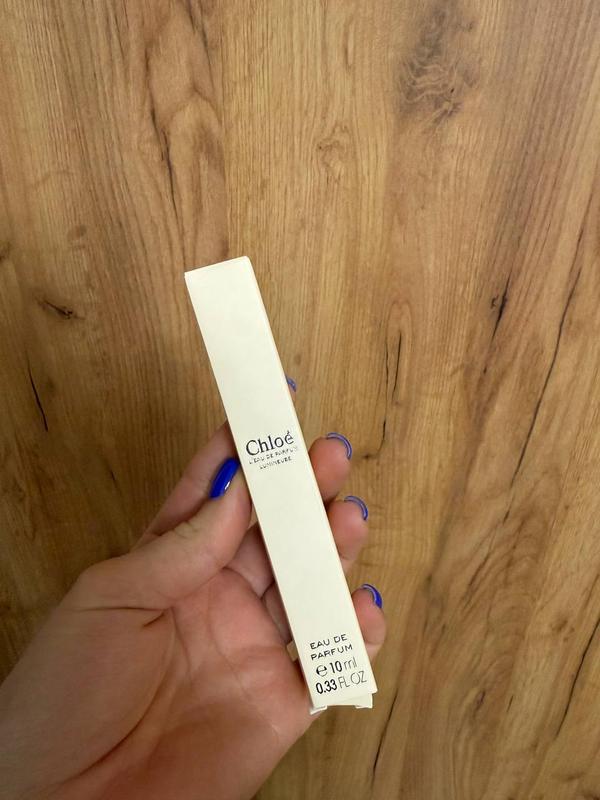 Chloé
L'EAU DE PARFUM
LUMINEUSE
EAU DE
PARFUM
℮ 10 ml
0.33 FL OZ